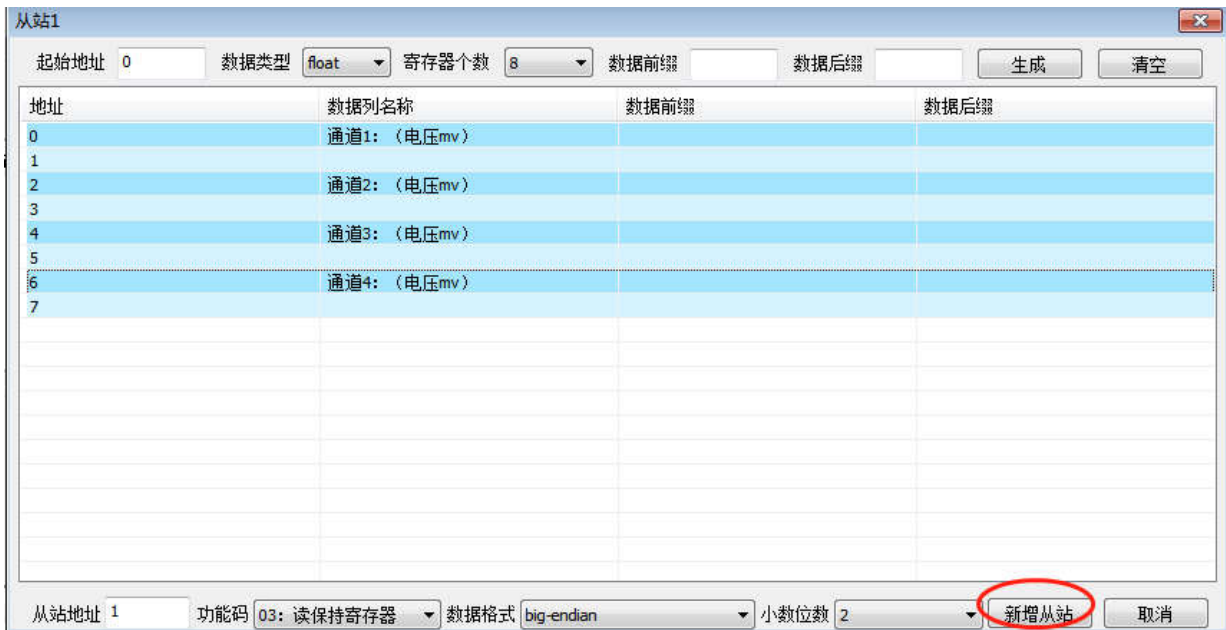 从站1
起始地址 0 数据类型 float 寄存器个数 8 数据前缀 数据后缀 生成 清空
地址 数据列名称 数据前缀 数据后缀
0 通道1：（电压mv）
1
2 通道2：（电压mv）
3
4 通道3：（电压mv）
5
6 通道4：（电压mv）
7
从站地址 1 功能码 03：读保持寄存器 数据格式 big-endian 小数位数 2 新增从站 取消